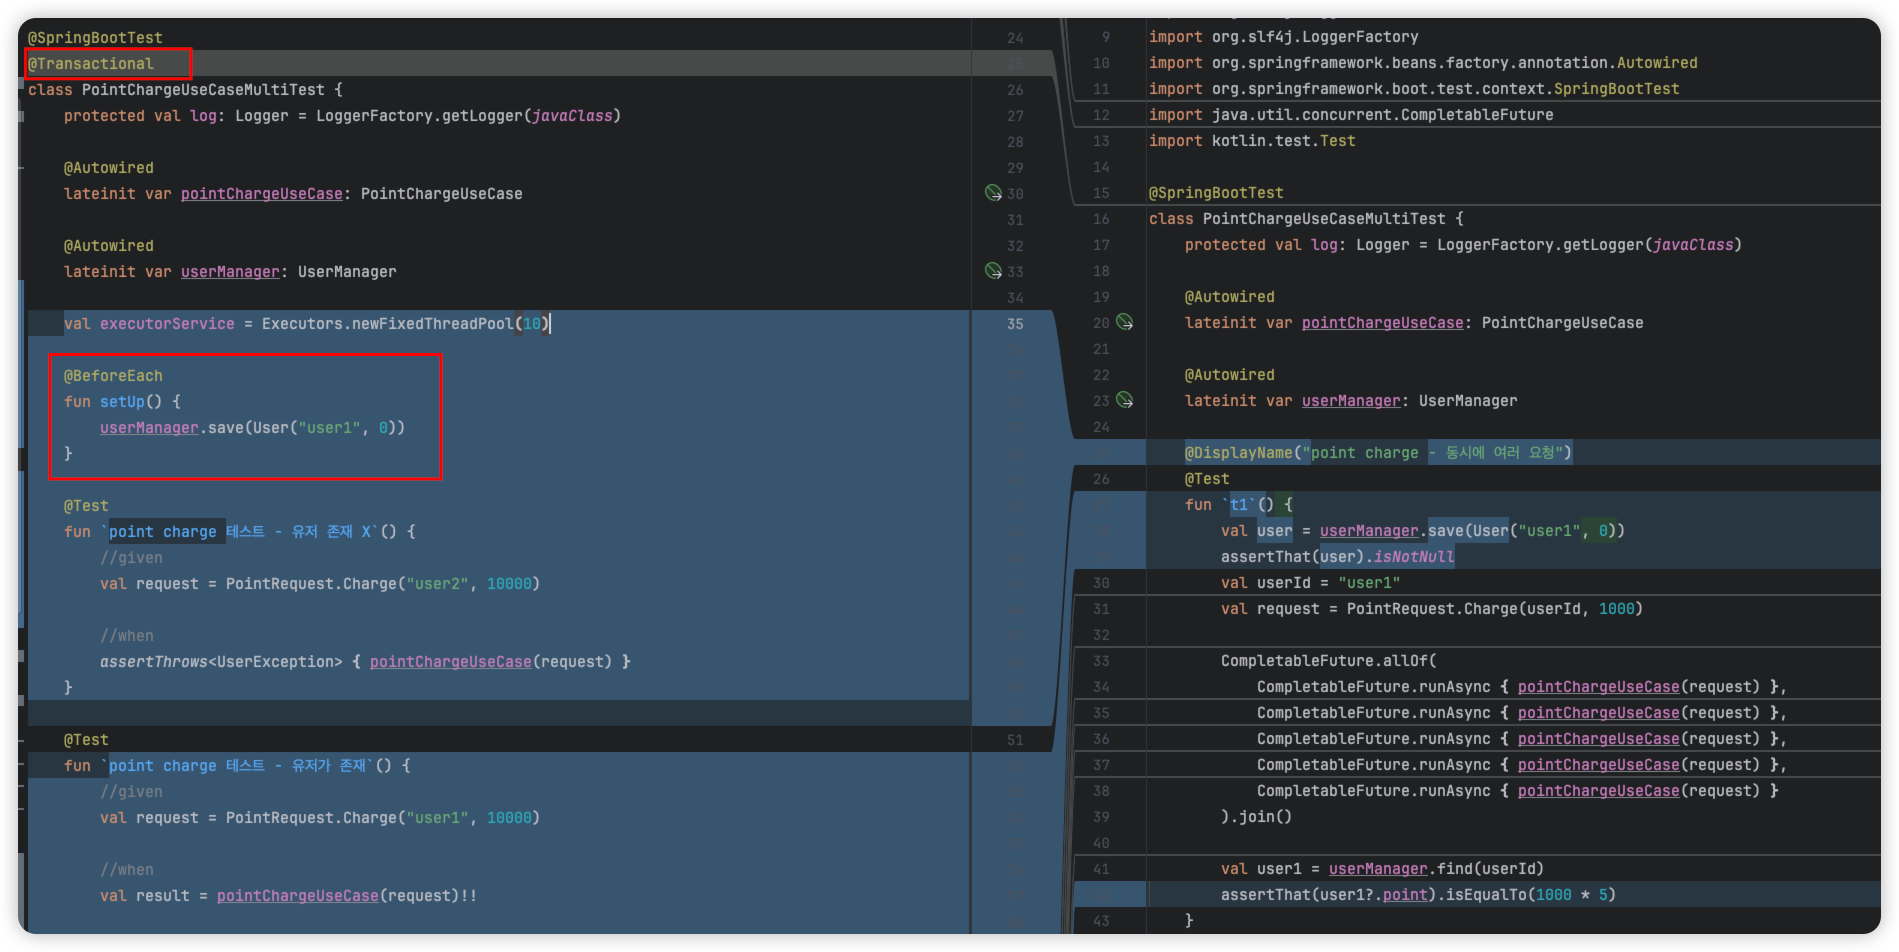 @SpringBootTest
@Transactional
class PointChargeUseCaseMultiTest {
protected val log: Logger = LoggerFactory.getLogger(javaClass)
@Autowired
lateinit var pointChargeUseCase: PointChargeUseCase
@Autowired
lateinit var userManager: UserManager
val executorService = Executors.newFixedThreadPool(10)
@BeforeEach
fun setUp() {
userManager.save(User("user1", 0))
}
@Test
fun `point charge 테스트 - 유저 존재 X`() {
//given
val request = PointRequest.Charge("user2", 10000)
//when
assertThrows<UserException> { pointChargeUseCase(request) }
}
@Test
fun `point charge 테스트 - 유저가 존재`() {
//given
val request = PointRequest.Charge("user1", 10000)
//when
val result = pointChargeUseCase(request)!!
24
25
26
27
28
29
30
31
32
33
34
35
51
9 import org.slf4j.LoggerFactory
10 import org.springframework.beans.factory.annotation.Autowired
11 import org.springframework.boot.test.context.SpringBootTest
12 import java.util.concurrent.CompletableFuture
13 import kotlin.test.Test
14
15 @SpringBootTest
16 class PointChargeUseCaseMultiTest {
17 protected val log: Logger = LoggerFactory.getLogger(javaClass)
18
19 @Autowired
20 lateinit var pointChargeUseCase: PointChargeUseCase
21
22 @Autowired
23 lateinit var userManager: UserManager
24
@DisplayName("point charge - 동시에 여러 요청")
26 @Test
fun `t1`() {
val user = userManager.save(User("user1", 0))
assertThat(user).isNotNull
30 val userId = "user1"
31 val request = PointRequest.Charge(userId, 1000)
32
33 CompletableFuture.allOf(
34 CompletableFuture.runAsync { pointChargeUseCase(request) },
35 CompletableFuture.runAsync { pointChargeUseCase(request) },
36 CompletableFuture.runAsync { pointChargeUseCase(request) },
37 CompletableFuture.runAsync { pointChargeUseCase(request) },
38 CompletableFuture.runAsync { pointChargeUseCase(request) }
39 ).join()
40
41 val user1 = userManager.find(userId)
assertThat(user1?.point).isEqualTo(1000 * 5)
43 }